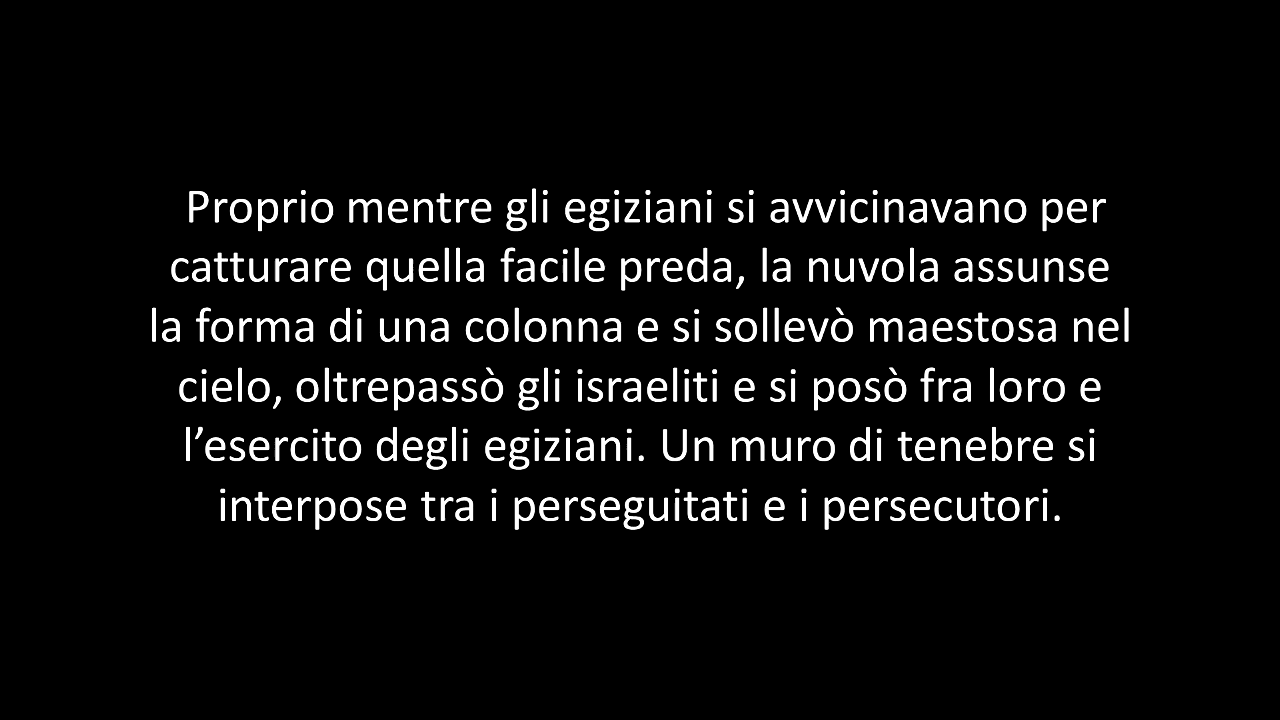 Proprio mentre gli egiziani si avvicinavano per
catturare quella facile preda, la nuvola assunse
la forma di una colonna e si sollevò maestosa nel
cielo, oltrepassò gli israeliti e si posò fra loro e
l’esercito degli egiziani. Un muro di tenebre si
interpose tra i perseguitati e i persecutori.